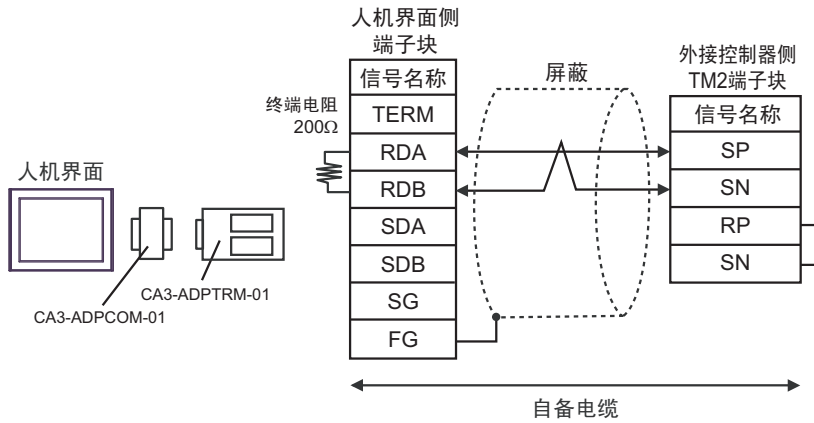 人机界面侧
端子块
信号名称
TERM
RDA
RDB
SDA
SDB
SG
FG
终端电阻
200Ω
屏蔽
外接控制器侧
TM2端子块
信号名称
SP
SN
RP
SN
人机界面
CA3-ADPTRM-01
CA3-ADPCOM-01
自备电缆